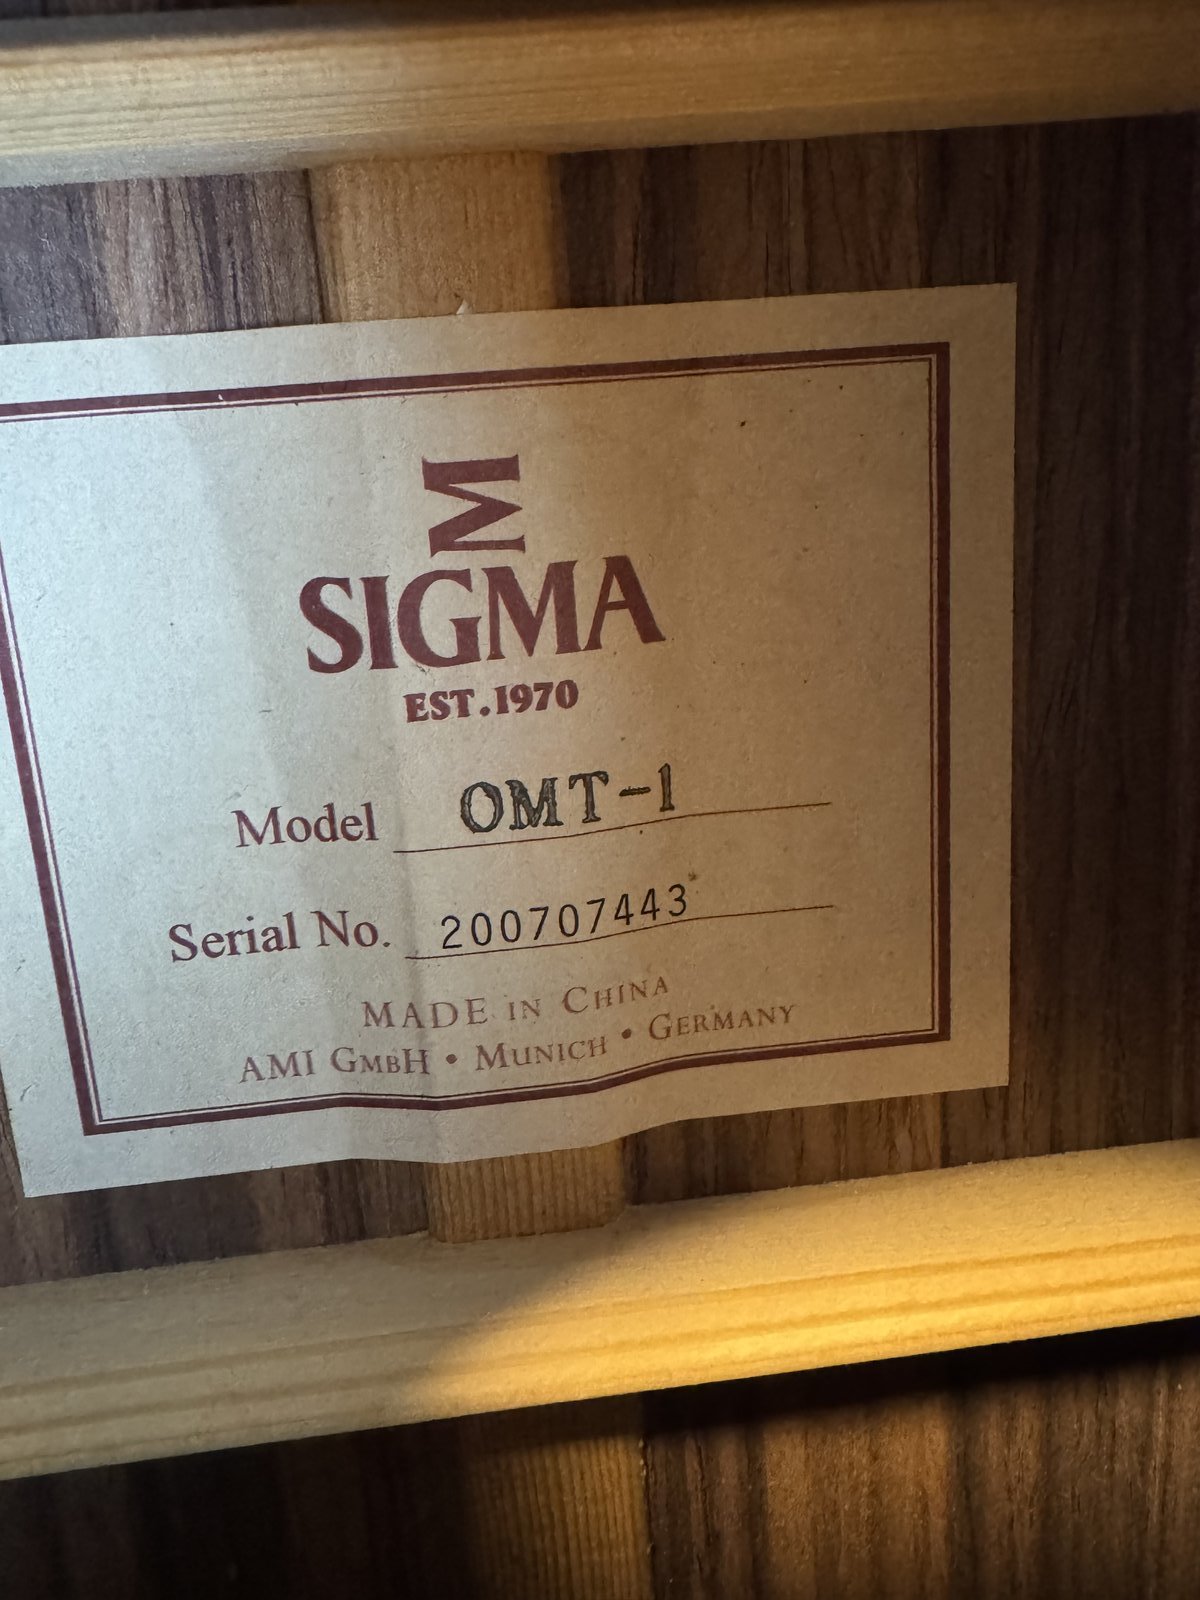 Σ
SIGMA
EST.1970
Model OMT-1
Serial No. 200707443
MADE IN CHINA
AMI GMBH • MUNICH • GERMANY